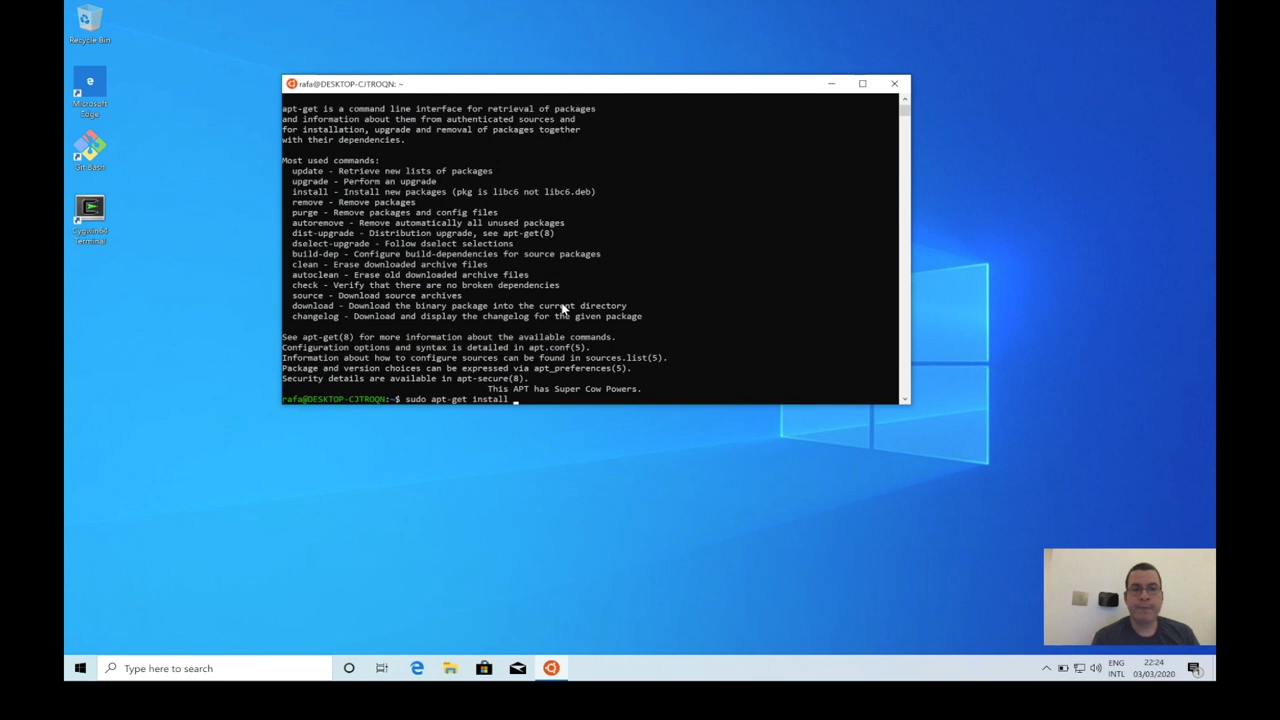 Recycle Bin
Microsoft
Edge
Git Bash
Cygwin64
Terminal
rafa@DESKTOP-CJTROQN: ~
apt-get is a command line interface for retrieval of packages
and information about them from authenticated sources and
for installation, upgrade and removal of packages together
with their dependencies.
Most used commands:
update - Retrieve new lists of packages
upgrade - Perform an upgrade
install - Install new packages (pkg is libc6 not libc6.deb)
remove - Remove packages
purge - Remove packages and config files
autoremove - Remove automatically all unused packages
dist-upgrade - Distribution upgrade, see apt-get(8)
dselect-upgrade - Follow dselect selections
build-dep - Configure build-dependencies for source packages
clean - Erase downloaded archive files
autoclean - Erase old downloaded archive files
check - Verify that there are no broken dependencies
source - Download source archives
download - Download the binary package into the current directory
changelog - Download and display the changelog for the given package
See apt-get(8) for more information about the available commands.
Configuration options and syntax is detailed in apt.conf(5).
Information about how to configure sources can be found in sources.list(5).
Package and version choices can be expressed via apt_preferences(5).
Security details are available in apt-secure(8).
This APT has Super Cow Powers.
rafa@DESKTOP-CJTROQN:~$ sudo apt-get install
Type here to search
ENG
INTL
22:24
03/03/2020
1